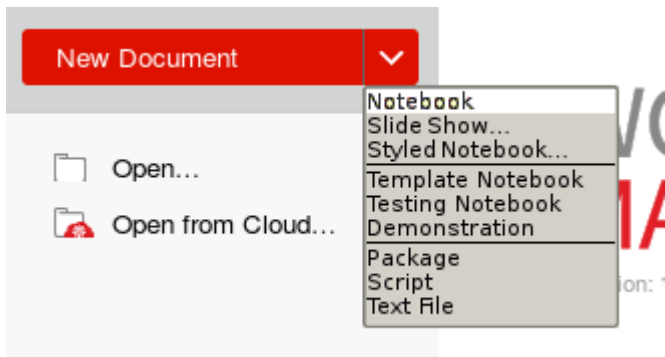 New Document
Notebook
Slide Show...
Styled Notebook...
Template Notebook
Testing Notebook
Demonstration
Package
Script
Text File
Open...
Open from Cloud...